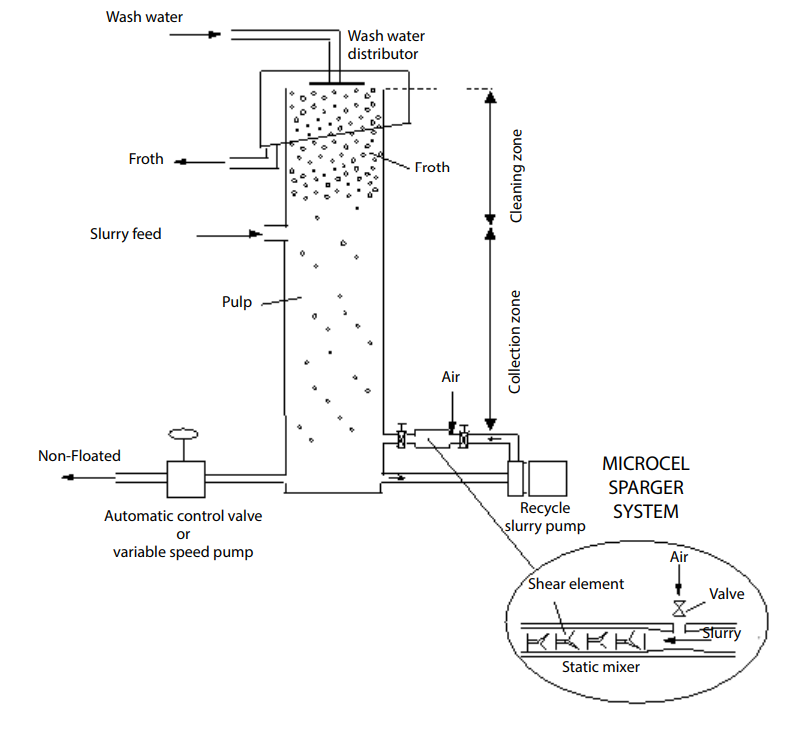 Wash water
Wash water
distributor
Froth
Froth
Cleaning zone
Slurry feed
Pulp
Collection zone
Air
Non-Floated
Automatic control valve
or
variable speed pump
Recycle
slurry pump
MICROCEL
SPARGER
SYSTEM
Air
Shear element
Valve
Slurry
Static mixer